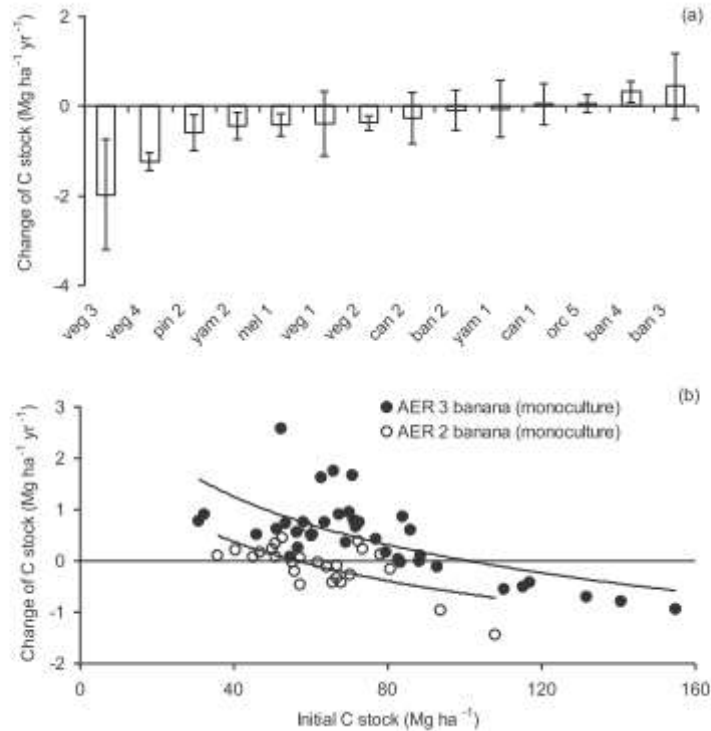 (a)
2
0
-2
-4
Change of C stock (Mg ha⁻¹ yr⁻¹)
veg 3
veg 4
pin 2
yam 2
mel 1
veg 1
veg 2
can 2
ban 2
yam 1
can 1
orc 5
ban 4
ban 3
(b)
AER 3 banana (monoculture)
AER 2 banana (monoculture)
3
2
1
0
-1
-2
Change of C stock (Mg ha⁻¹ yr⁻¹)
0 40 80 120 160
Initial C stock (Mg ha⁻¹)